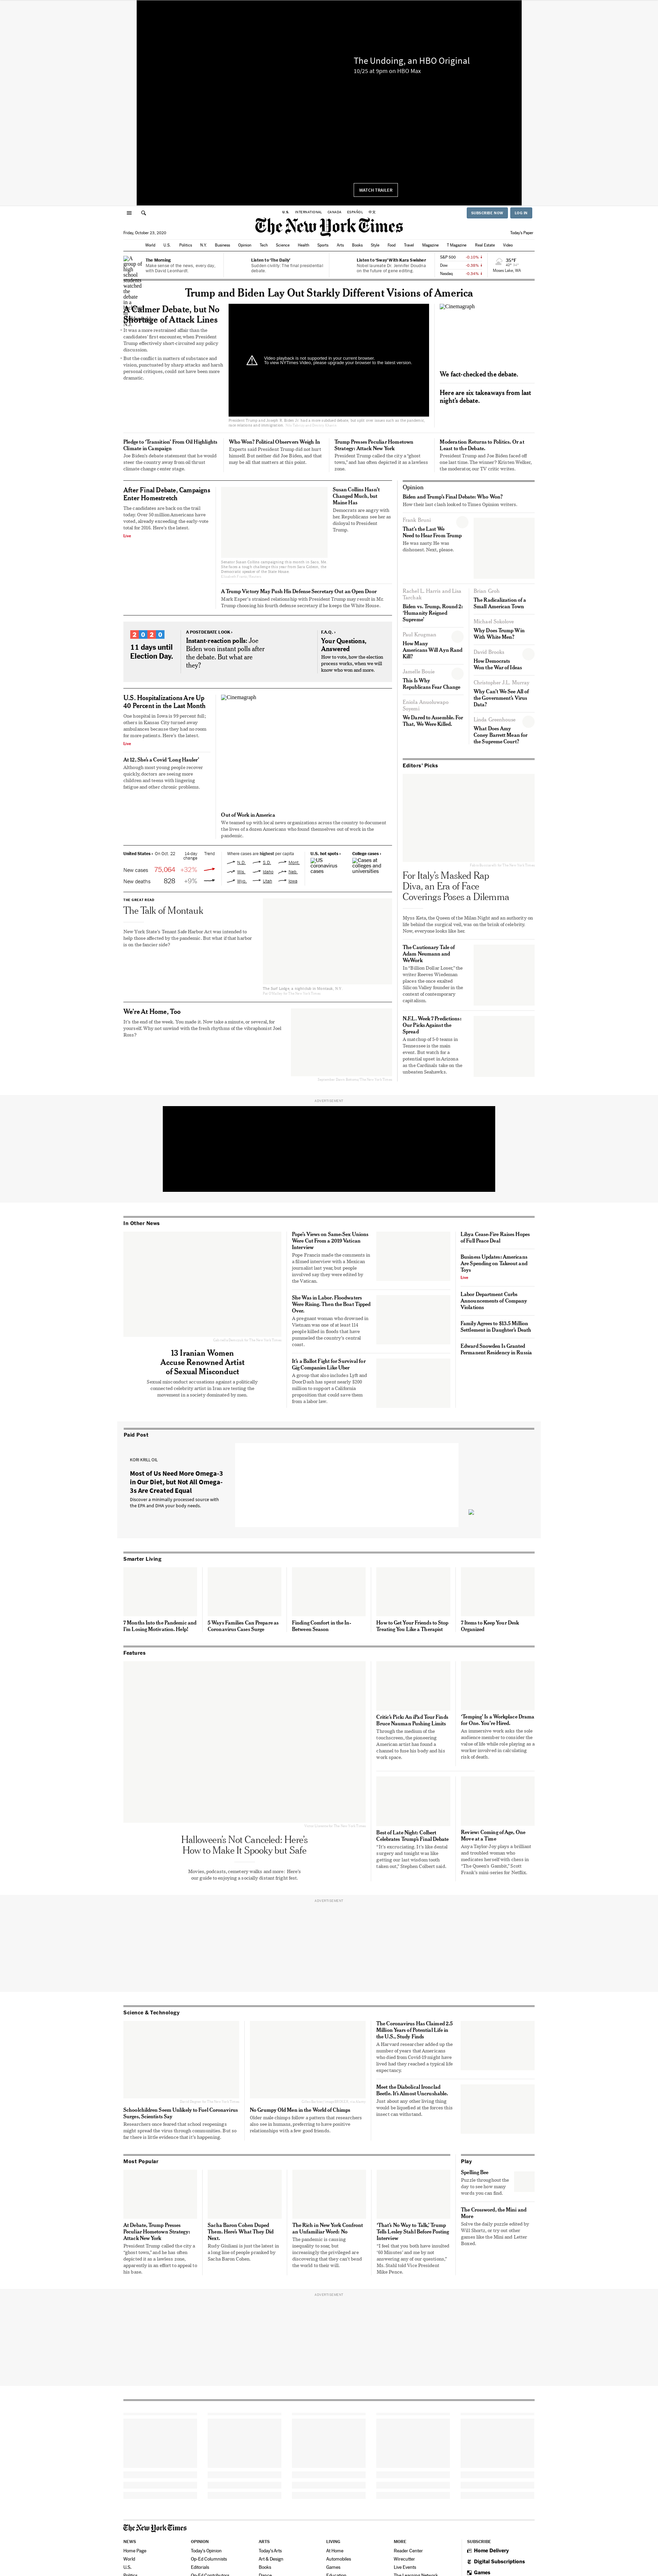 The Undoing, an HBO Original
10/25 at 9pm on HBO Max
WATCH TRAILER
U.S. INTERNATIONAL CANADA ESPAÑOL 中文
SUBSCRIBE NOW LOG IN
The New York Times
Friday, October 23, 2020
Today's Paper
World U.S. Politics N.Y. Business Opinion Tech Science Health Sports Arts Books Style Food Travel Magazine T Magazine Real Estate Video
The Morning
Make sense of the news, every day, with David Leonhardt.
Listen to 'The Daily'
Sudden civility: The final presidential debate.
Listen to 'Sway' With Kara Swisher
Nobel laureate Dr. Jennifer Doudna on the future of gene editing.
Trump and Biden Lay Out Starkly Different Visions of America
A Calmer Debate, but No Shortage of Attack Lines
It was a more restrained affair than the candidates' first encounter, when President Trump effectively short-circuited any policy discussion.
But the conflict in matters of substance and vision, punctured by sharp attacks and personal critiques, could not have been more dramatic.
Video playback is not supported in your current browser.
To view NYTimes Video, please upgrade your browser to the latest version.
Cinemagraph
We fact-checked the debate.
Here are six takeaways from last night's debate.
Pledge to 'Transition' From Oil Highlights Climate in Campaign
Joe Biden's debate statement that he would steer the country away from oil thrust climate change center stage.
Who Won? Political Observers Weigh In
Experts said President Trump did not hurt himself. But neither did Joe Biden, and that may be all that matters at this point.
Trump Presses Peculiar Hometown Strategy: Attack New York
President Trump called the city a "ghost town," and has often depicted it as a lawless zone.
Moderation Returns to Politics. Or at Least to the Debate.
President Trump and Joe Biden faced off one last time. The winner? Kristen Welker, the moderator, our TV critic writes.
After Final Debate, Campaigns Enter Homestretch
The candidates are back on the trail today. Over 50 million Americans have voted, already exceeding the early-vote total for 2016. Here's the latest.
Live
Susan Collins Hasn't Changed Much, but Maine Has
Democrats are angry with how Republicans see her as disloyal to President Trump.
A Trump Victory May Push His Defense Secretary Out an Open Door
Opinion
Biden and Trump's Final Debate: Who Won?
Here's how their last clash looked to Times Opinion writers.
Frank Bruni
That's the Last We Need to Hear From Trump
He was narry. He was dishonest. Next, please.
Rachel L. Harris and Lisa Tarchak
Biden vs. Trump, Round 2: 'Humanity Reigned Supreme'
Paul Krugman
How Many Americans Will Ayn Rand Kill?
Jamelle Bouie
This Is Why Republicans Fear Change
We Dared to Assemble. For That, We Were Killed.
Brian Groh
The Radicalization of a Small American Town
Michael Sokolove
Why Does Trump Win With White Men?
David Brooks
How Democrats Won the War of Ideas
Christopher J.L. Murray
Why Can't We See All of the Government's Virus Data?
Linda Greenhouse
What Does Amy Coney Barrett Mean for the Supreme Court?
2020
11 days until Election Day.
A POSTDEBATE LOOK ›
Instant-reaction polls: Joe Biden won instant polls after the debate. But what are they?
F.A.Q. ›
Your Questions, Answered
How to vote, how the election process works, when we will know who won and more.
U.S. Hospitalizations Are Up 40 Percent in the Last Month
One hospital in Iowa is 99 percent full; others in Kansas City turned away ambulances because they had no room for more patients. Here's the latest.
Live
At 12, She's a Covid 'Long Hauler'
Although most young people recover quickly, doctors are seeing more children and teens with lingering fatigue and other chronic problems.
Cinemagraph
Out of Work in America
We teamed up with local news organizations across the country to document the lives of a dozen Americans who found themselves out of work in the pandemic.
United States › On Oct. 22 14-day change Trend
New cases 75,064 +32%
New deaths 828 +9%
Where cases are highest per capita
U.S. hot spots ›
College cases ›
THE GREAT READ
The Talk of Montauk
New York State's Tenant Safe Harbor Act was intended to help those affected by the pandemic. But what if that harbor is on the fancier side?
We're At Home, Too
It's the end of the week. You made it. Now take a minute, or several, for yourself. Why not unwind with the fresh rhythms of the vibraphonist Joel Ross?
Editors' Picks
For Italy's Masked Rap Diva, an Era of Face Coverings Poses a Dilemma
Myss Keta, the Queen of the Milan Night and an authority on life behind the surgical veil, was on the brink of celebrity. Now, everyone looks like her.
The Cautionary Tale of Adam Neumann and WeWork
In "Billion Dollar Loser," the writer Reeves Wiedeman places the once-exalted Silicon Valley founder in the context of contemporary capitalism.
N.F.L. Week 7 Predictions: Our Picks Against the Spread
A matchup of 5-0 teams in Tennessee is the main event. But watch for a potential upset in Arizona as the Cardinals take on the unbeaten Seahawks.
ADVERTISEMENT
In Other News
13 Iranian Women Accuse Renowned Artist of Sexual Misconduct
Sexual misconduct accusations against a politically connected celebrity artist in Iran are testing the movement in a society dominated by men.
Pope's Views on Same-Sex Unions Were Cut From a 2019 Vatican Interview
Pope Francis made the comments in a filmed interview with a Mexican journalist last year, but people involved say they were edited by the Vatican.
She Was in Labor. Floodwaters Were Rising. Then the Boat Tipped Over.
A pregnant woman who drowned in Vietnam was one of at least 114 people killed in floods that have pummeled the country's central coast.
It's a Ballot Fight for Survival for Gig Companies Like Uber
A group that also includes Lyft and DoorDash has spent nearly $200 million to support a California proposition that could save them from a labor law.
Libya Cease-Fire Raises Hopes of Full Peace Deal
Business Updates: Americans Are Spending on Takeout and Toys
Live
Labor Department Curbs Announcements of Company Violations
Family Agrees to $13.5 Million Settlement in Daughter's Death
Edward Snowden Is Granted Permanent Residency in Russia
Paid Post
KORI KRILL OIL
Most of Us Need More Omega-3 in Our Diet, but Not All Omega-3s Are Created Equal
Discover a minimally processed source with the EPA and DHA your body needs.
Smarter Living
7 Months Into the Pandemic and I'm Losing Motivation. Help!
5 Ways Families Can Prepare as Coronavirus Cases Surge
Finding Comfort in the In-Between Season
How to Get Your Friends to Stop Treating You Like a Therapist
7 Items to Keep Your Desk Organized
Features
Halloween's Not Canceled: Here's How to Make It Spooky but Safe
Movies, podcasts, cemetery walks and more: Here's our guide to enjoying a socially distant fright fest.
Critic's Pick: An iPad Tour Finds Bruce Nauman Pushing Limits
Through the medium of the touchscreen, the pioneering American artist has found a channel to fuse his body and his work space.
'Temping' Is a Workplace Drama for One. You're Hired.
An immersive work asks the sole audience member to consider the value of life while role playing as a worker involved in calculating risk of death.
Best of Late Night: Colbert Celebrates Trump's Final Debate
"It's excruciating. It's like dental surgery and tonight was like getting our last wisdom tooth taken out," Stephen Colbert said.
Review: Coming of Age, One Move at a Time
Anya Taylor-Joy plays a brilliant and troubled woman who medicates herself with chess in "The Queen's Gambit," Scott Frank's mini-series for Netflix.
ADVERTISEMENT
Science & Technology
Schoolchildren Seem Unlikely to Fuel Coronavirus Surges, Scientists Say
Researchers once feared that school reopenings might spread the virus through communities. But so far there is little evidence that it's happening.
No Grumpy Old Men in the World of Chimps
Older male chimps follow a pattern that researchers also see in humans, preferring to have positive relationships with a few good friends.
The Coronavirus Has Claimed 2.5 Million Years of Potential Life in the U.S., Study Finds
A Harvard researcher added up the number of years that Americans who died from Covid-19 might have lived had they reached a typical life expectancy.
Meet the Diabolical Ironclad Beetle. It's Almost Uncrushable.
Just about any other living thing would be imperiled at the forces this insect can withstand.
Most Popular
At Debate, Trump Presses Peculiar Hometown Strategy: Attack New York
President Trump called the city a "ghost town," and he has often depicted it as a lawless zone, apparently in an effort to appeal to his base.
Sacha Baron Cohen Duped Them. Here's What They Did Next.
Rudy Giuliani is just the latest in a long line of people pranked by Sacha Baron Cohen.
The Rich in New York Confront an Unfamiliar Word: No
The pandemic is causing inequality to soar, but increasingly the privileged are discovering that they can't bend the world to their will.
'That's No Way to Talk,' Trump Tells Lesley Stahl Before Posting Interview
"I feel that you both have insulted '60 Minutes' and me by not answering any of our questions," Ms. Stahl told Vice President Mike Pence.
Play
Spelling Bee
Puzzle throughout the day to see how many words you can find.
The Crossword, the Mini and More
Solve the daily puzzle edited by Will Shortz, or try out other games like the Mini and Letter Boxed.
ADVERTISEMENT
The New York Times
NEWS
Home Page
World
U.S.
Politics
OPINION
Today's Opinion
Op-Ed Columnists
Editorials
Op-Ed Contributors
ARTS
Today's Arts
Art & Design
Books
Dance
LIVING
At Home
Automobiles
Games
Education
MORE
Reader Center
Wirecutter
Live Events
The Learning Network
SUBSCRIBE
Home Delivery
Digital Subscriptions
Games